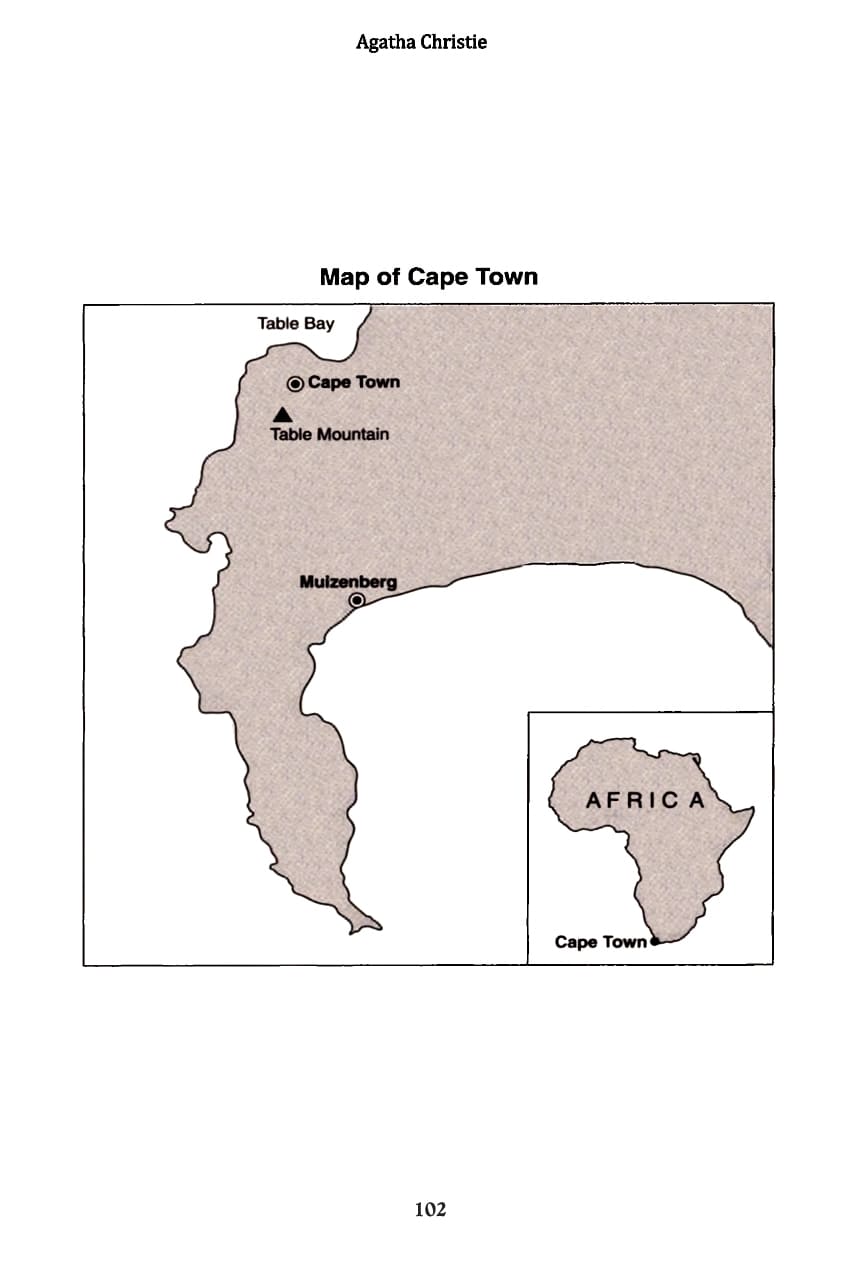 Agatha Christie
Map of Cape Town
Table Bay
Cape Town
Table Mountain
Muizenberg
AFRICA
Cape Town
102